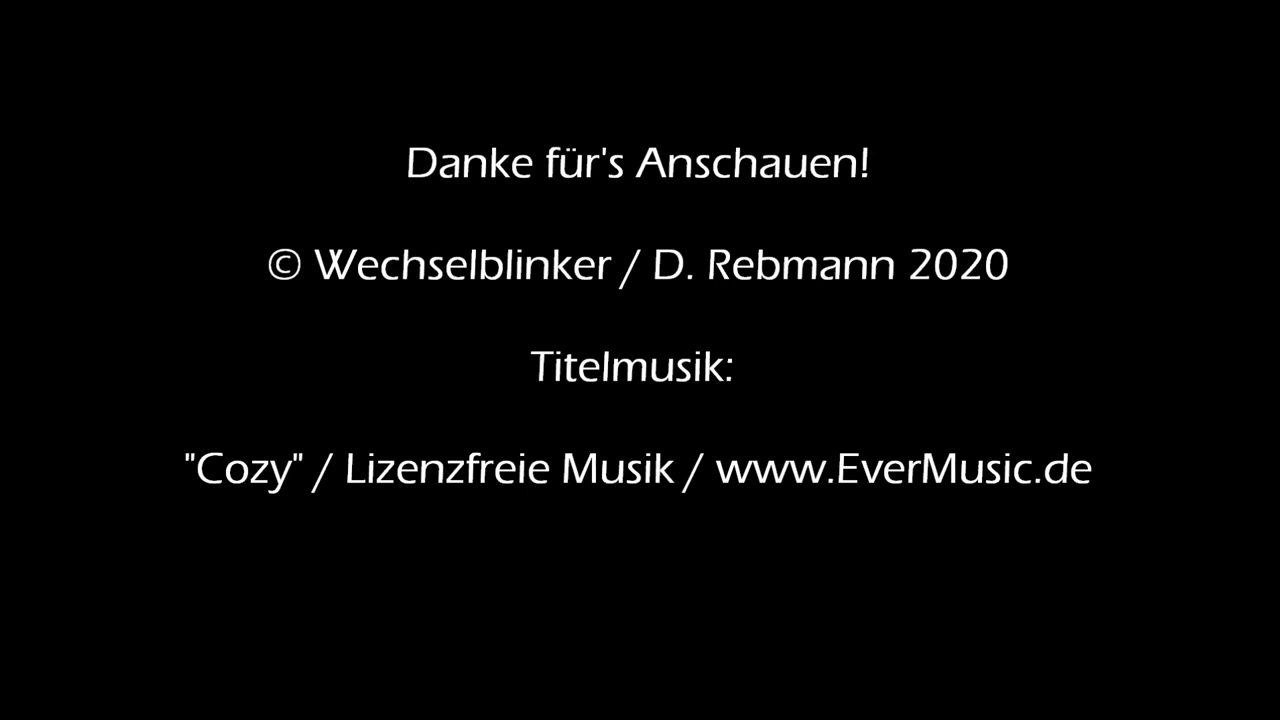 Danke für's Anschauen!
© Wechselblinker / D. Rebmann 2020
Titelmusik:
"Cozy" / Lizenzfreie Musik / www.EverMusic.de